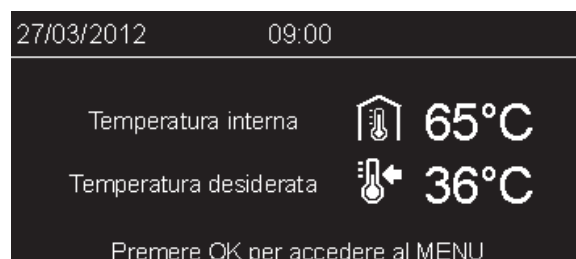 27/03/2012 09:00
Temperatura interna 65°C
Temperatura desiderata 36°C
Premere OK per accedere al MENU